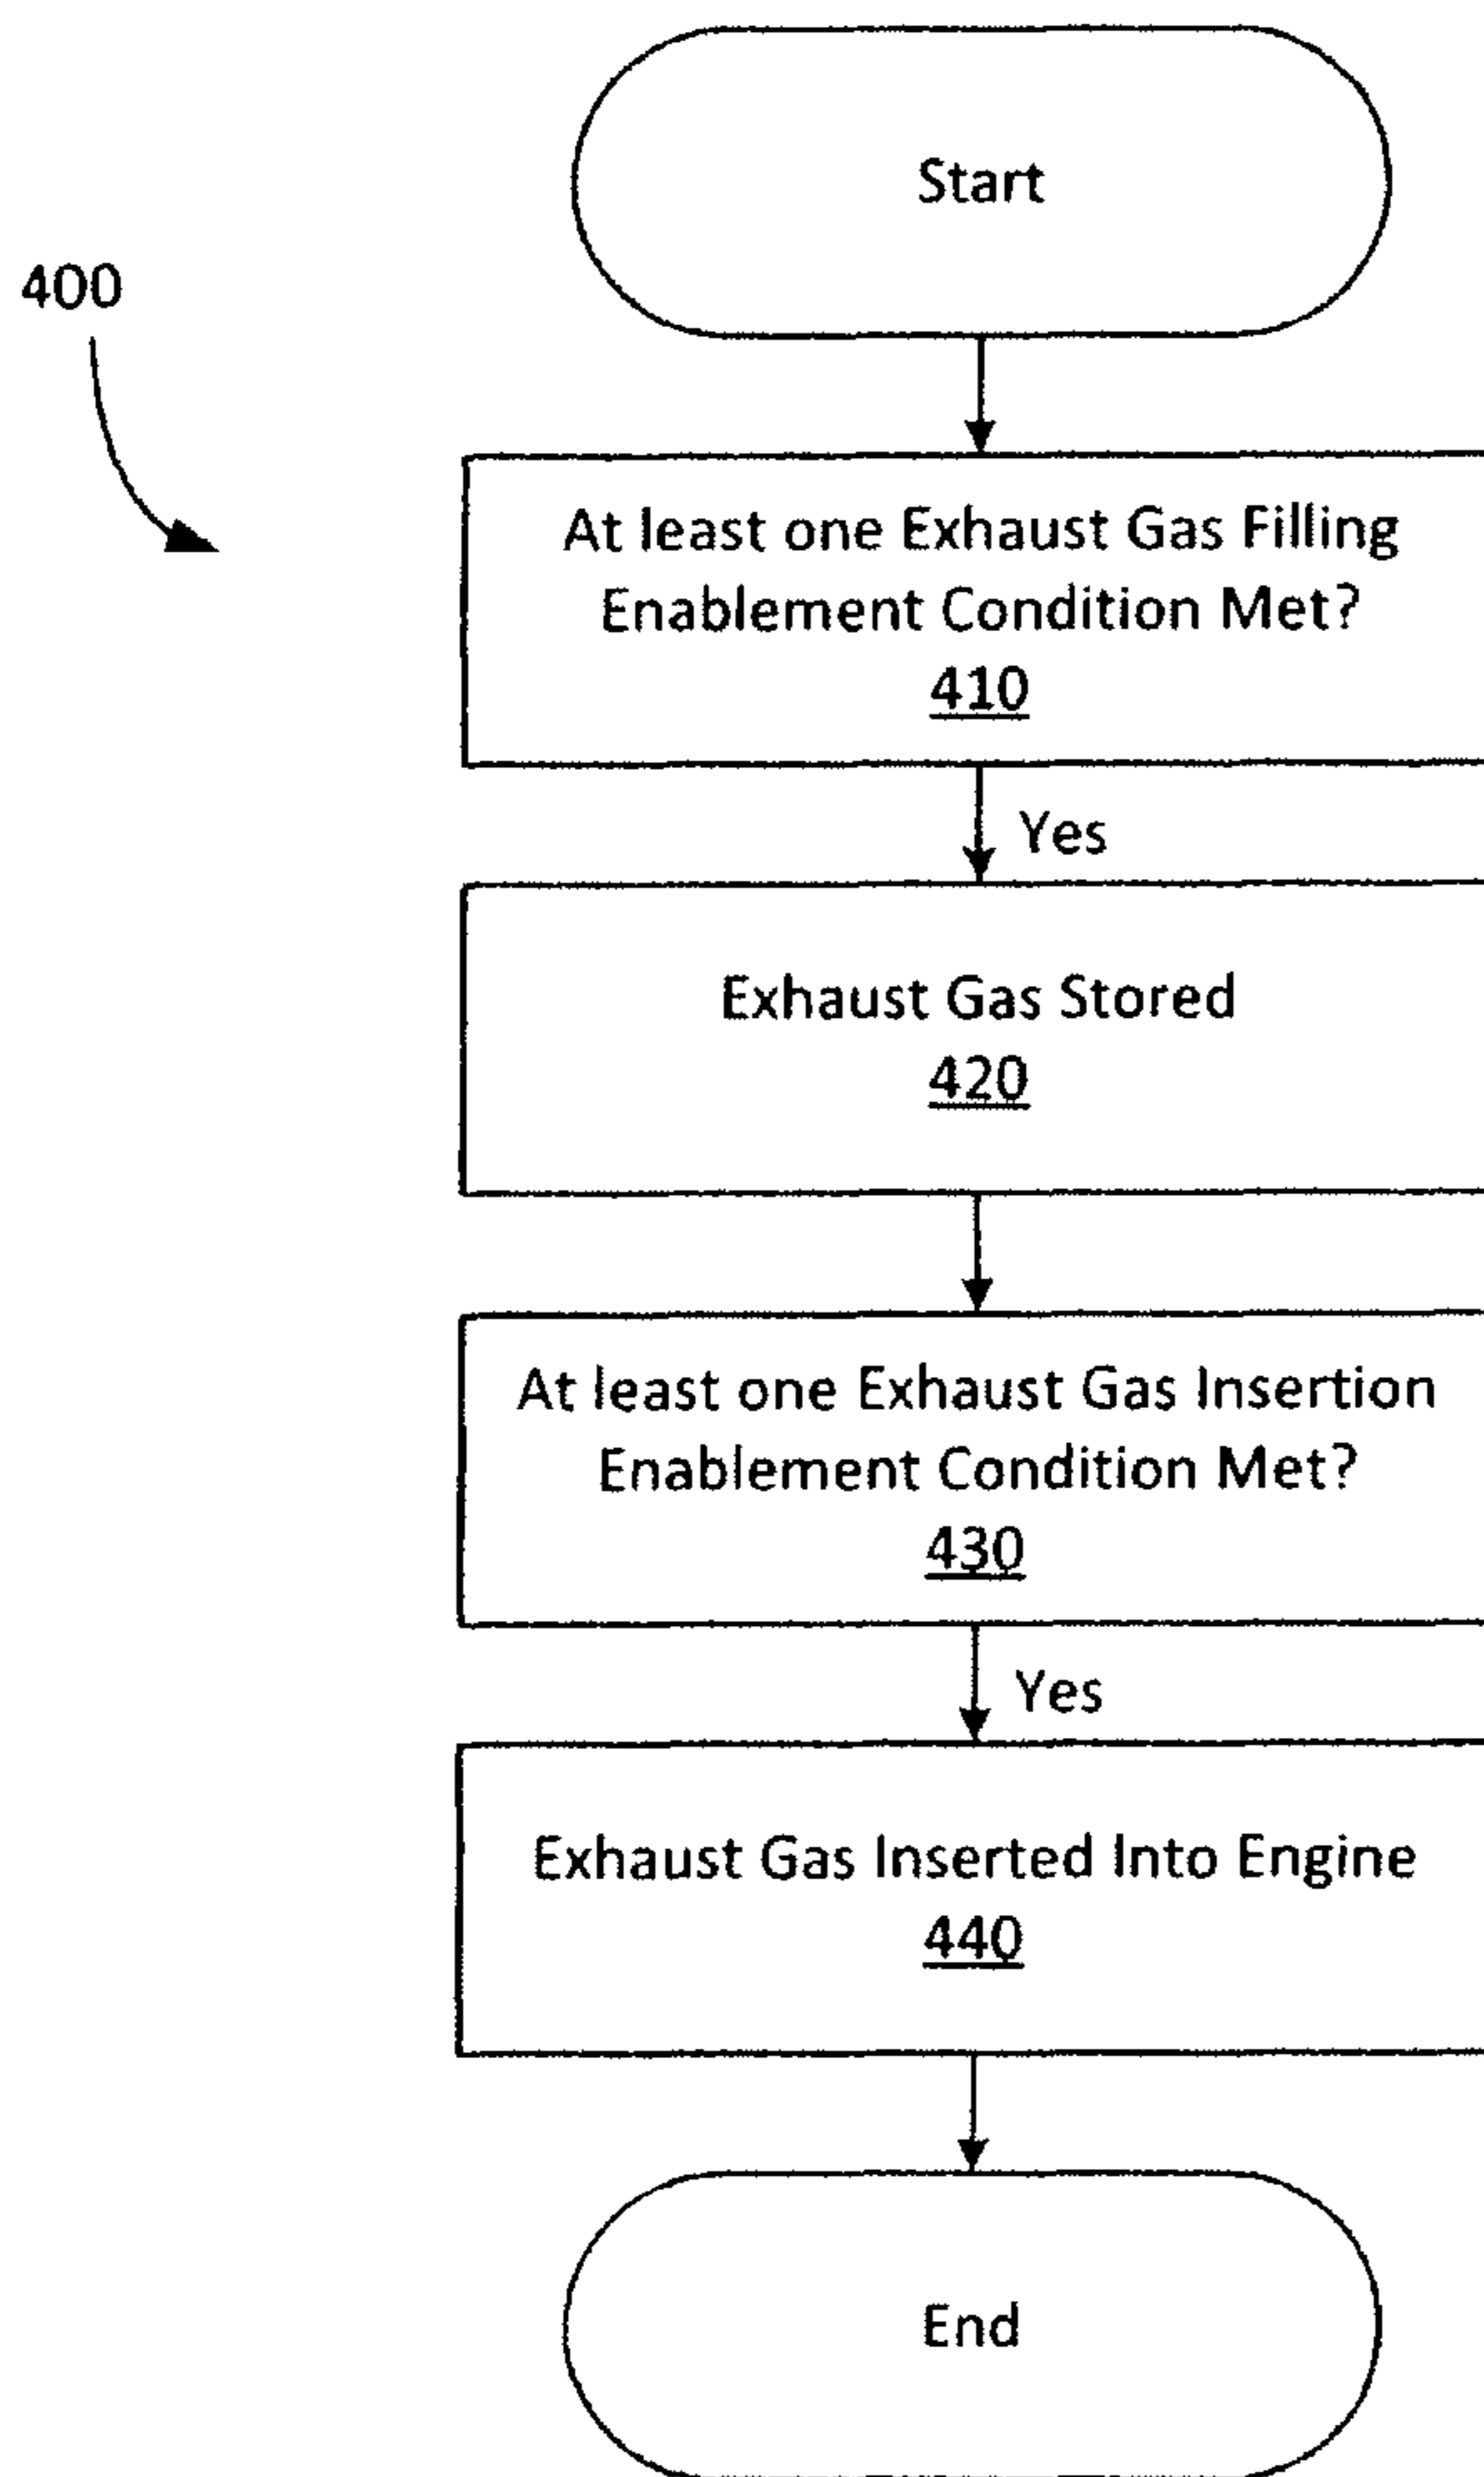 Start
400
At least one Exhaust Gas Filling
Enablement Condition Met?
410
Yes
Exhaust Gas Stored
420
At least one Exhaust Gas Insertion
Enablement Condition Met?
430
Yes
Exhaust Gas Inserted Into Engine
440
End